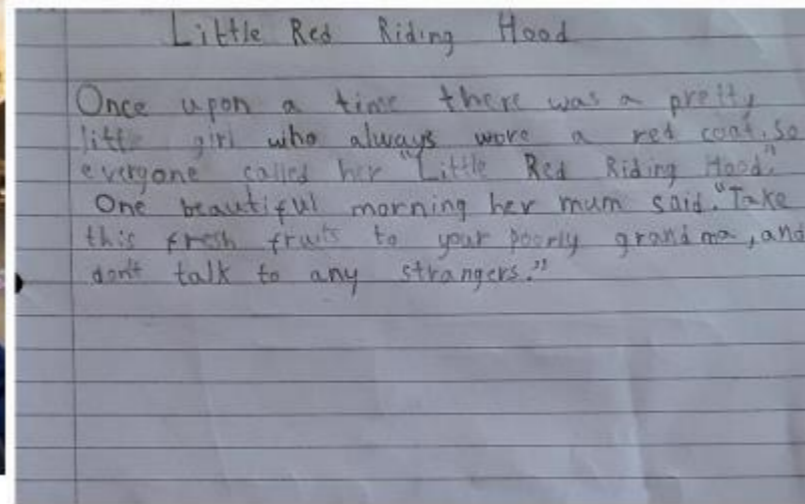 Little Red Riding Hood
Once upon a time there was a pretty
little girl who always wore a red coat. So
everyone called her "Little Red Riding Hood".
One beautiful morning her mum said. "Take
this fresh fruits to your poorly grandma, and
don't talk to any strangers."